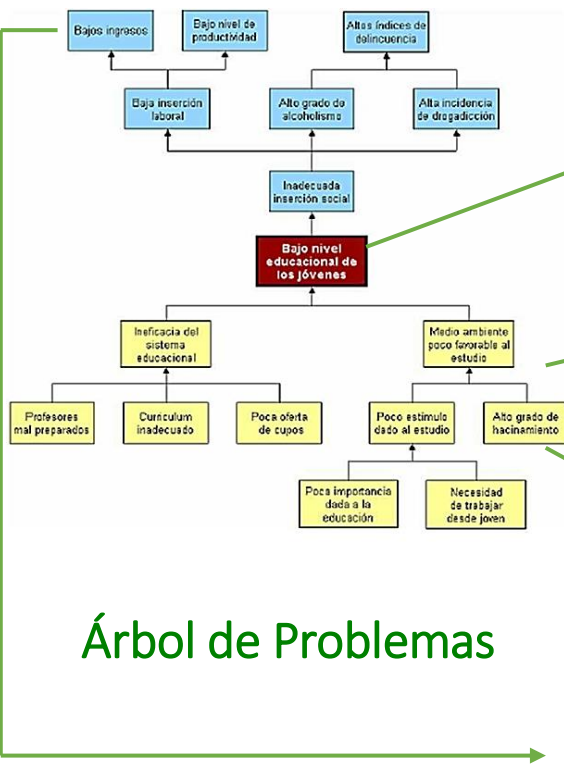 Bajos ingresos
Bajo nivel de
productividad
Altos índices de
delincuencia
Baja inserción
laboral
Alto grado de
alcoholismo
Alta incidencia
de drogadicción
Inadecuada
inserción social
Bajo nivel
educacional de
los jóvenes
Ineficacia del
sistema
educacional
Medio ambiente
poco favorable al
estudio
Profesores
mal preparados
Curriculum
inadecuado
Poca oferta
de cupos
Poco estimulo
dado al estudio
Alto grado de
hacinamiento
Poca importancia
dada a la
educación
Necesidad
de trabajar
desde joven
Árbol de Problemas